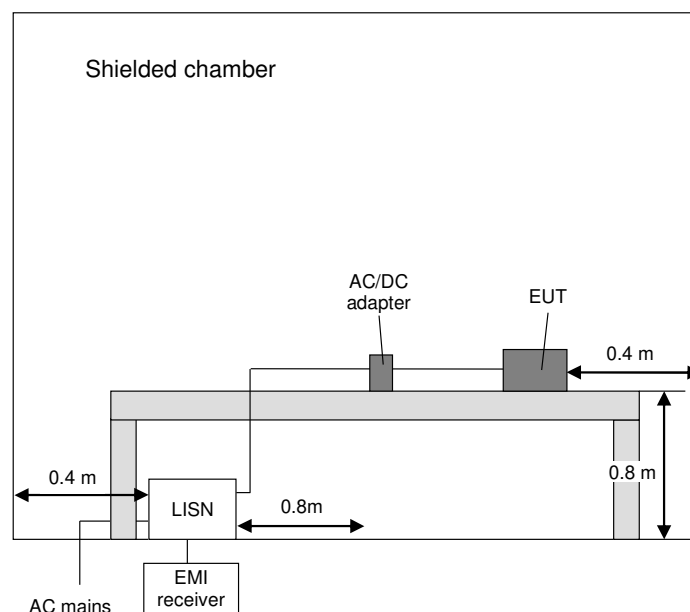 Shielded chamber
AC/DC
adapter
EUT
0.4 m
0.4 m
0.8 m
LISN
0.8m
EMI
receiver
AC mains